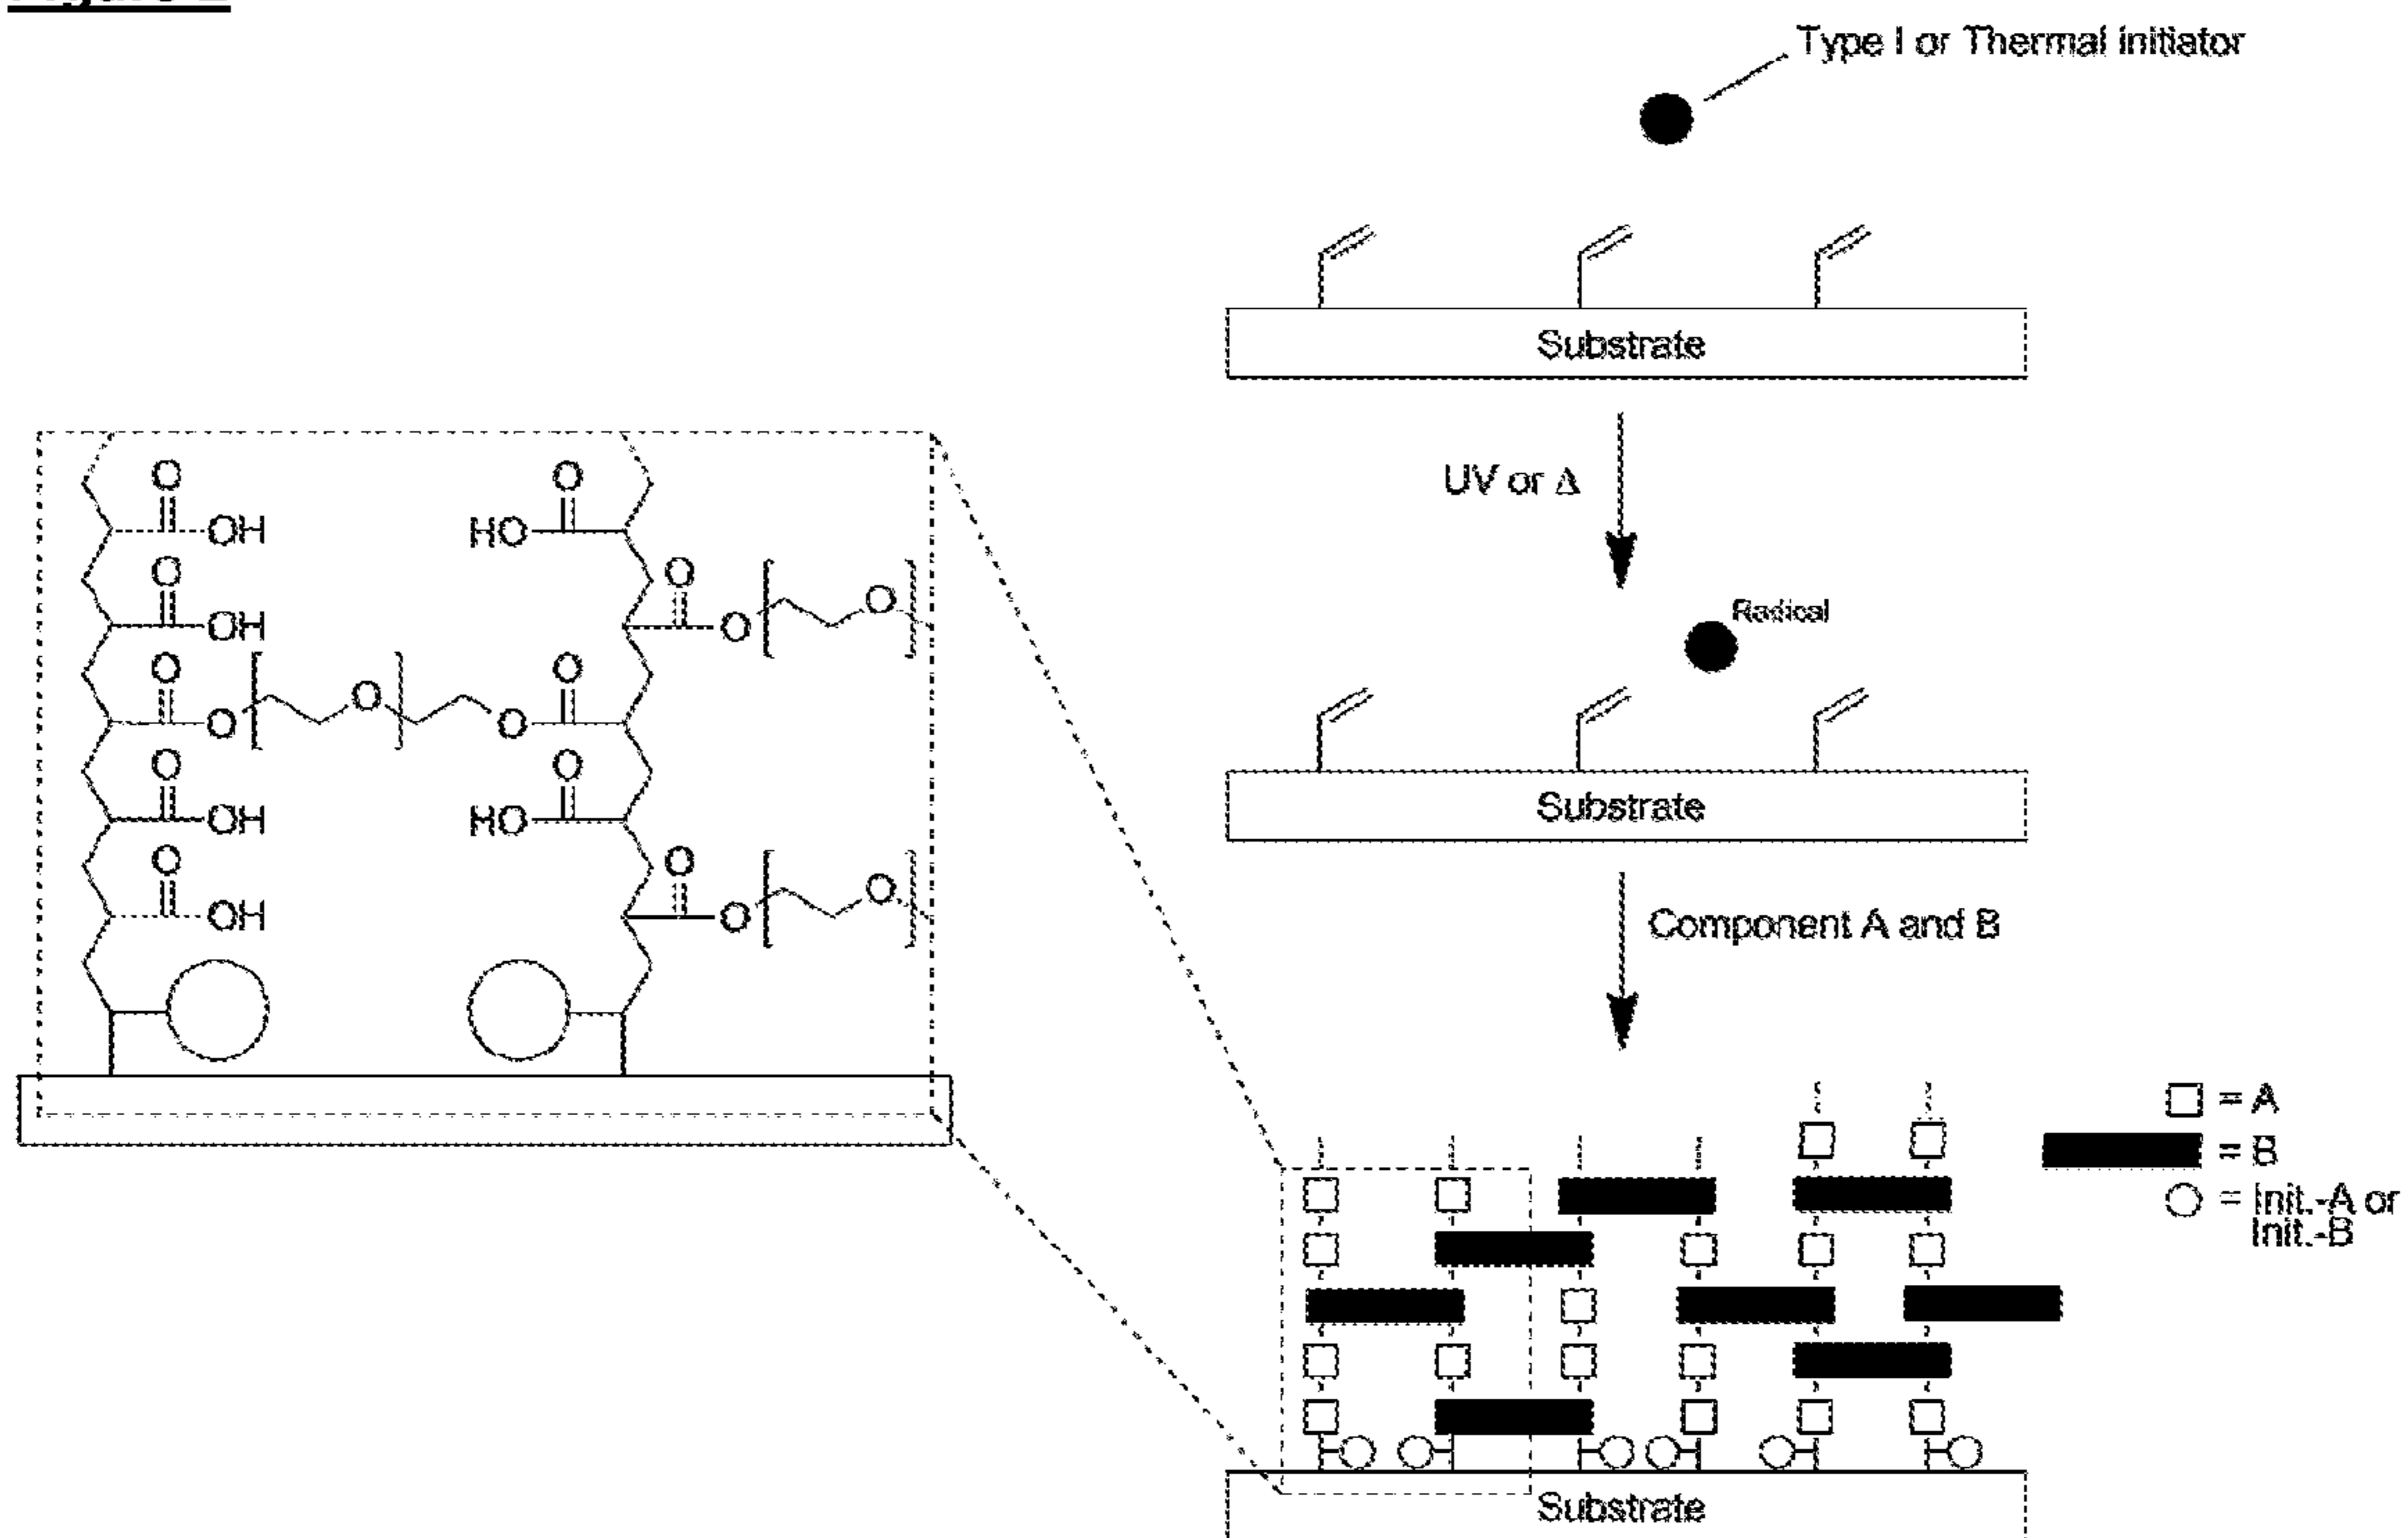 Type I or Thermal initiator
Substrate
UV or Δ
Radical
Substrate
Component A and B
O
O
OH
HO
O
O
O
OH
O
O
O
O
O
O
O
O
OH
HO
O
O
O
O
OH
O
= A
= B
= Init.-A or
Init.-B
Substrate